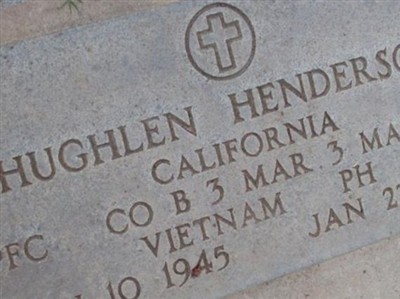 HUGHLEN HENDERSO
CALIFORNIA
PFC CO B 3 MAR 3 MA
VIETNAM PH
10 1945 JAN 2